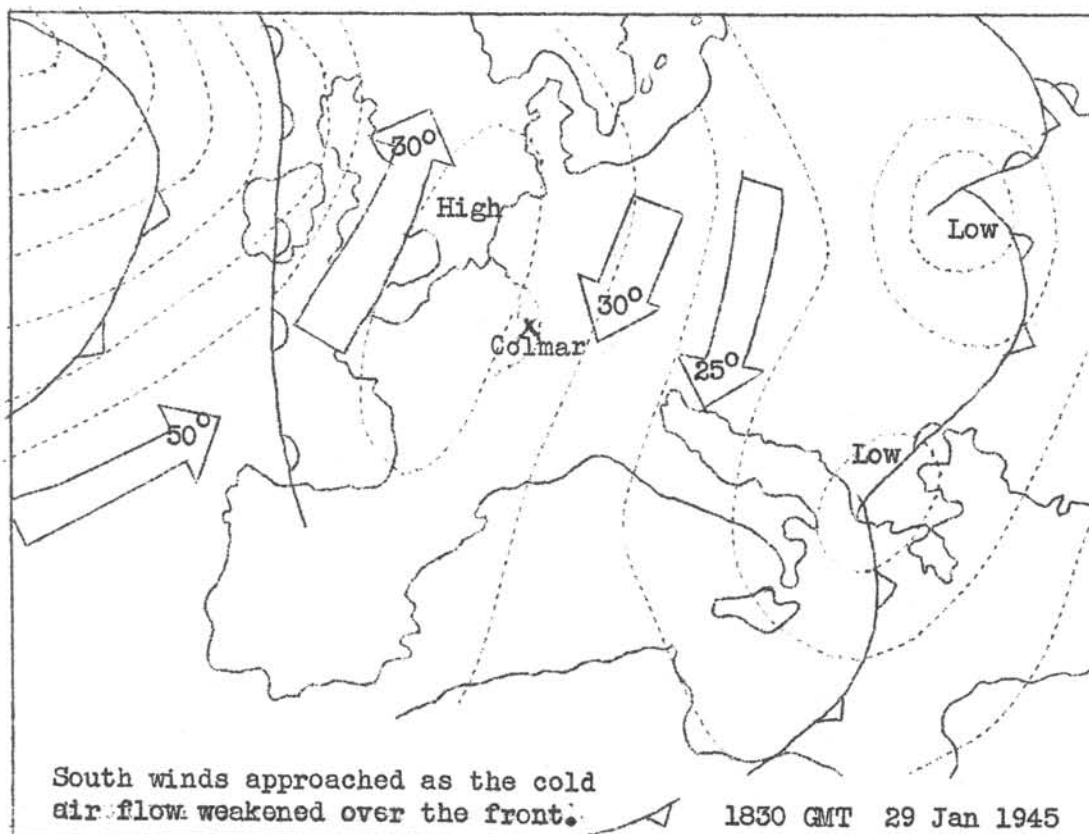 30°
High
Low
30°
Colmar
25°
50°
Low
South winds approached as the cold
air flow weakened over the front.
1830 GMT 29 Jan 1945